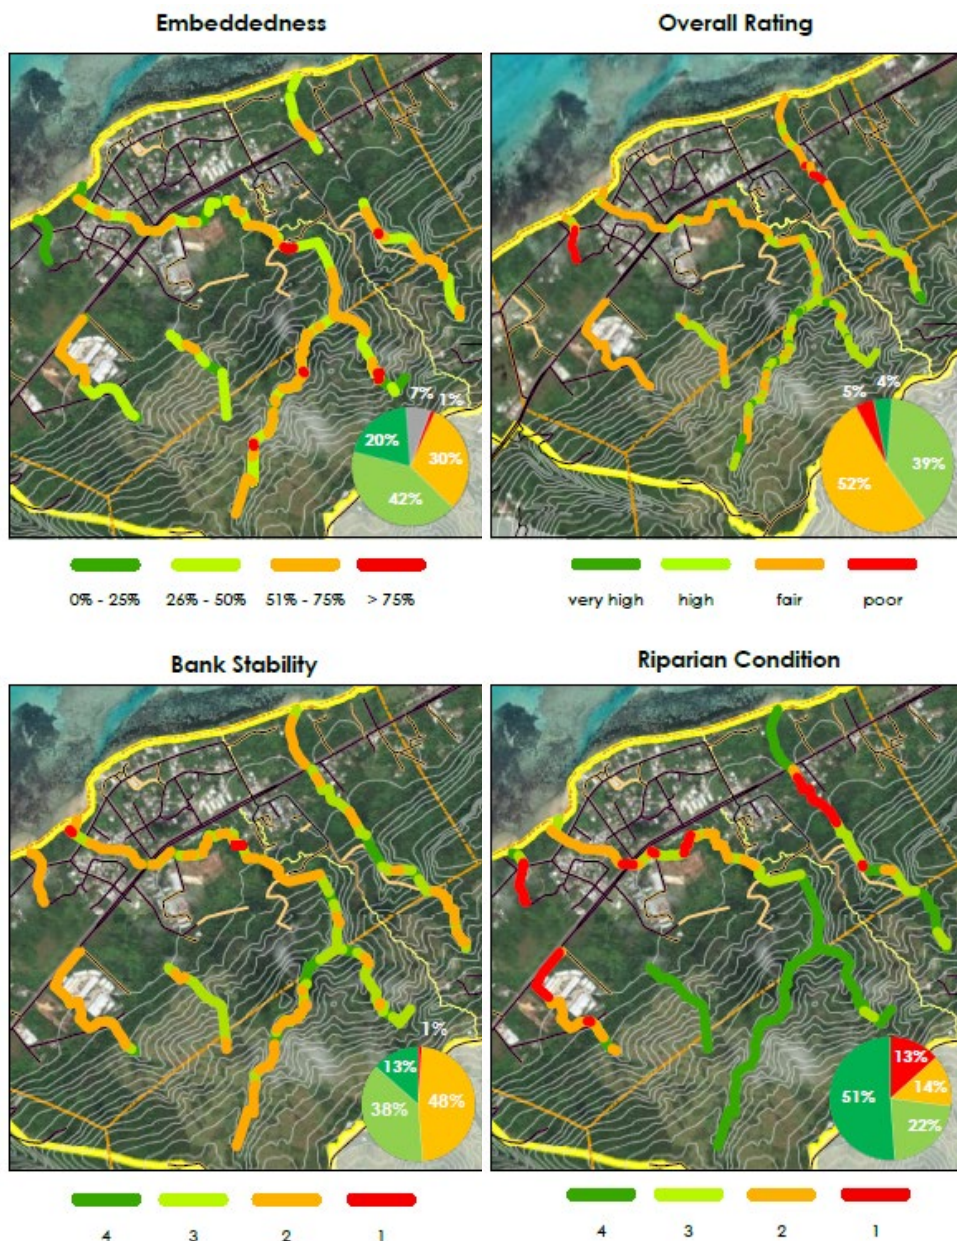 Embeddedness
Overall Rating
7%
1%
20%
30%
42%
5%
4%
39%
52%
0% - 25%
26% - 50%
51% - 75%
> 75%
very high
high
fair
poor
Bank Stability
Riparian Condition
1%
13%
38%
48%
13%
14%
51%
22%
4
3
2
1
4
3
2
1